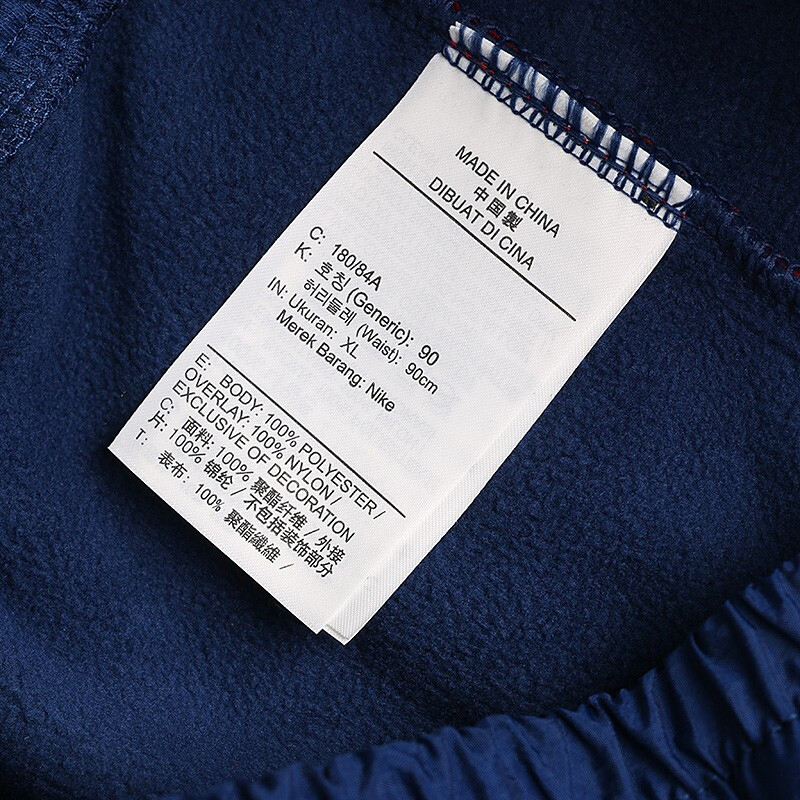 MADE IN CHINA
中国製
DIBUAT DI CINA
C: 180/84A
K: 호칭 (Generic): 90
허리둘레 (Waist): 90cm
IN: Ukuran: XL
Merek Barang: Nike
E: BODY: 100% POLYESTER /
OVERLAY: 100% NYLON /
EXCLUSIVE OF DECORATION
C: 面料: 100% 聚酯纤维 / 外接
片: 100% 锦纶 / 不包括装饰部分
T: 表布: 100% 聚酯纖維 /